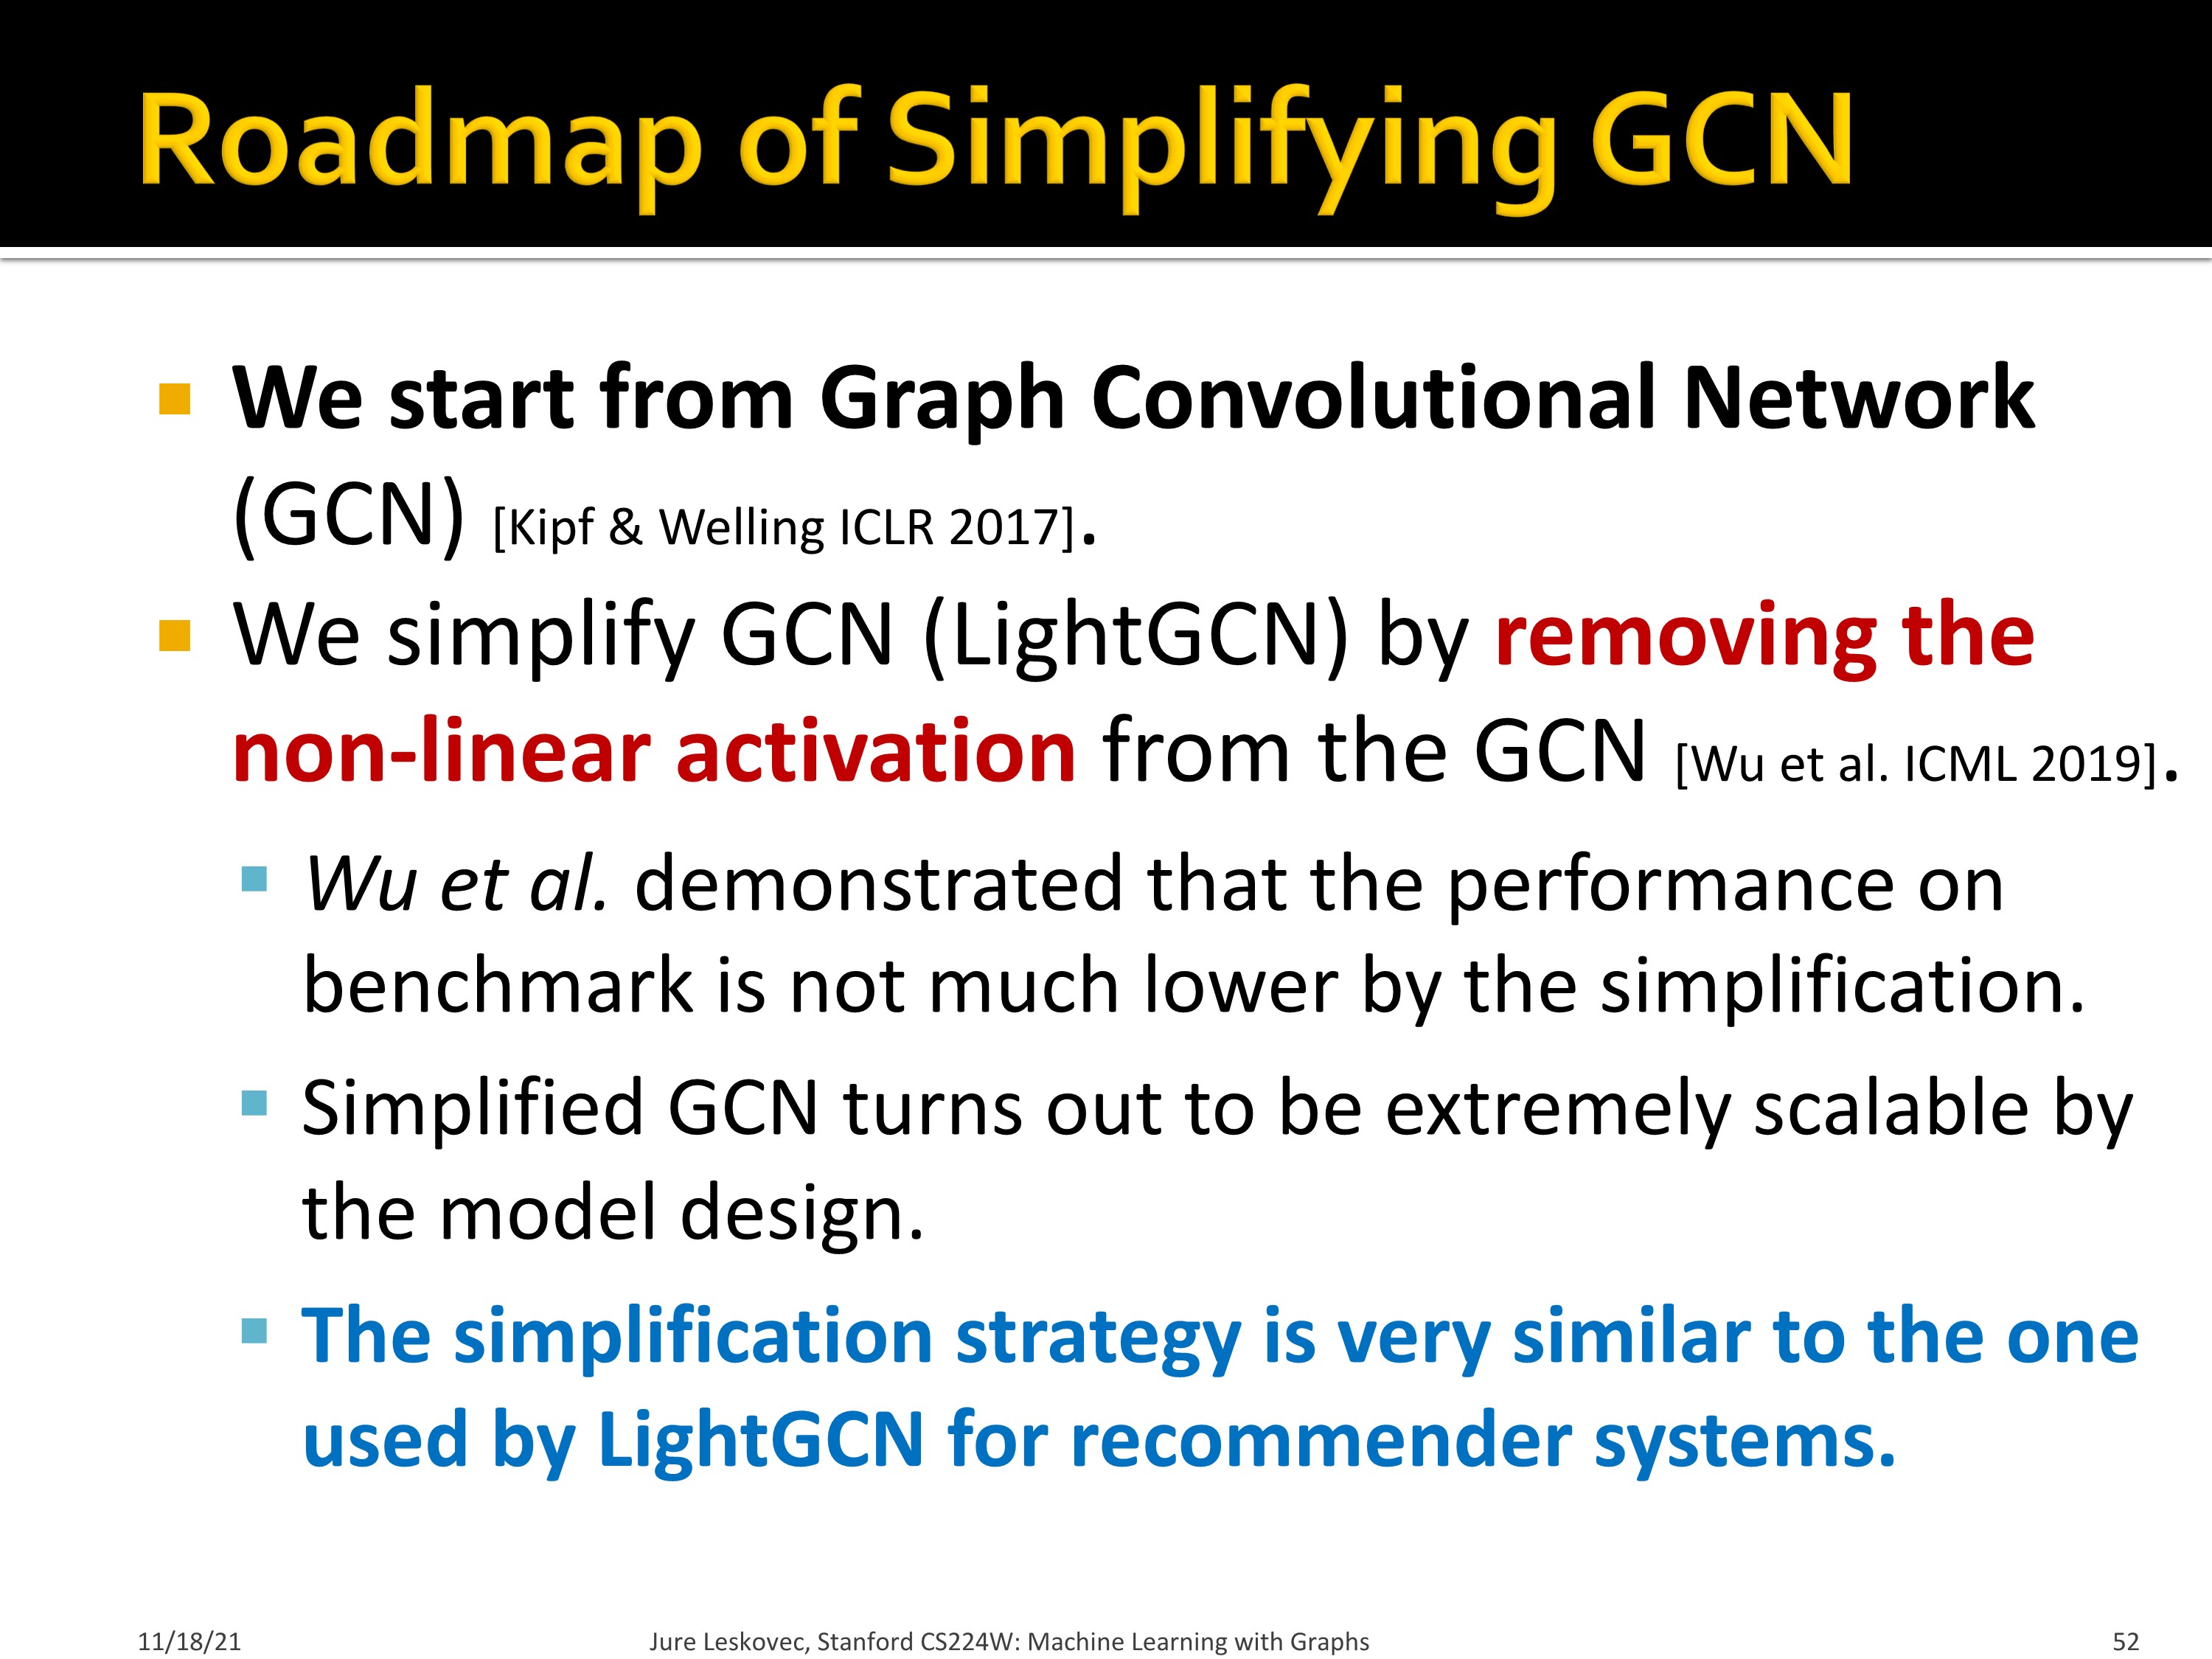 Roadmap of Simplifying GCN
We start from Graph Convolutional Network
(GCN) [Kipf & Welling ICLR 2017].
We simplify GCN (LightGCN) by removing the
non-linear activation from the GCN [Wu et al. ICML 2019].
Wu et al. demonstrated that the performance on
benchmark is not much lower by the simplification.
Simplified GCN turns out to be extremely scalable by
the model design.
The simplification strategy is very similar to the one
used by LightGCN for recommender systems.
11/18/21 Jure Leskovec, Stanford CS224W: Machine Learning with Graphs 52